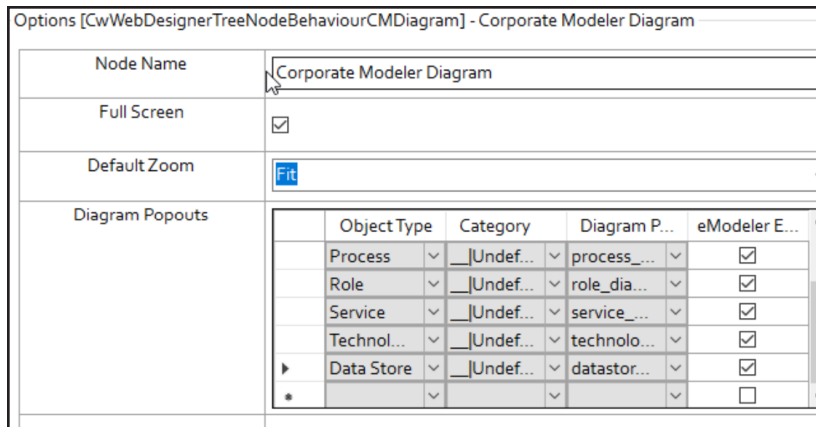 Options [CwWebDesignerTreeNodeBehaviourCMDiagram] - Corporate Modeler Diagram
Node Name
Corporate Modeler Diagram
Full Screen
Default Zoom
Fit
Diagram Popouts
Object Type Category Diagram P... eModeler E...
Process __|Undef... process_...
Role __|Undef... role_dia...
Service __|Undef... service_...
Technol... __|Undef... technolo...
Data Store __|Undef... datastor...